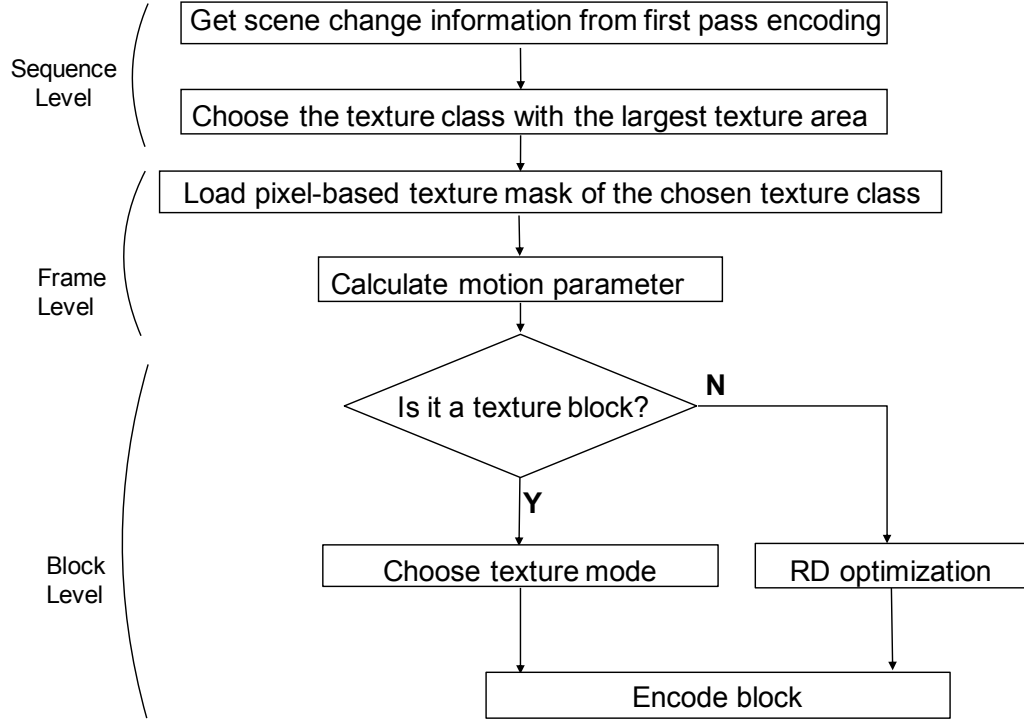 Get scene change information from first pass encoding
Sequence
Level
Choose the texture class with the largest texture area
Load pixel-based texture mask of the chosen texture class
Frame
Level
Calculate motion parameter
Is it a texture block?
N
Y
Block
Level
Choose texture mode
RD optimization
Encode block